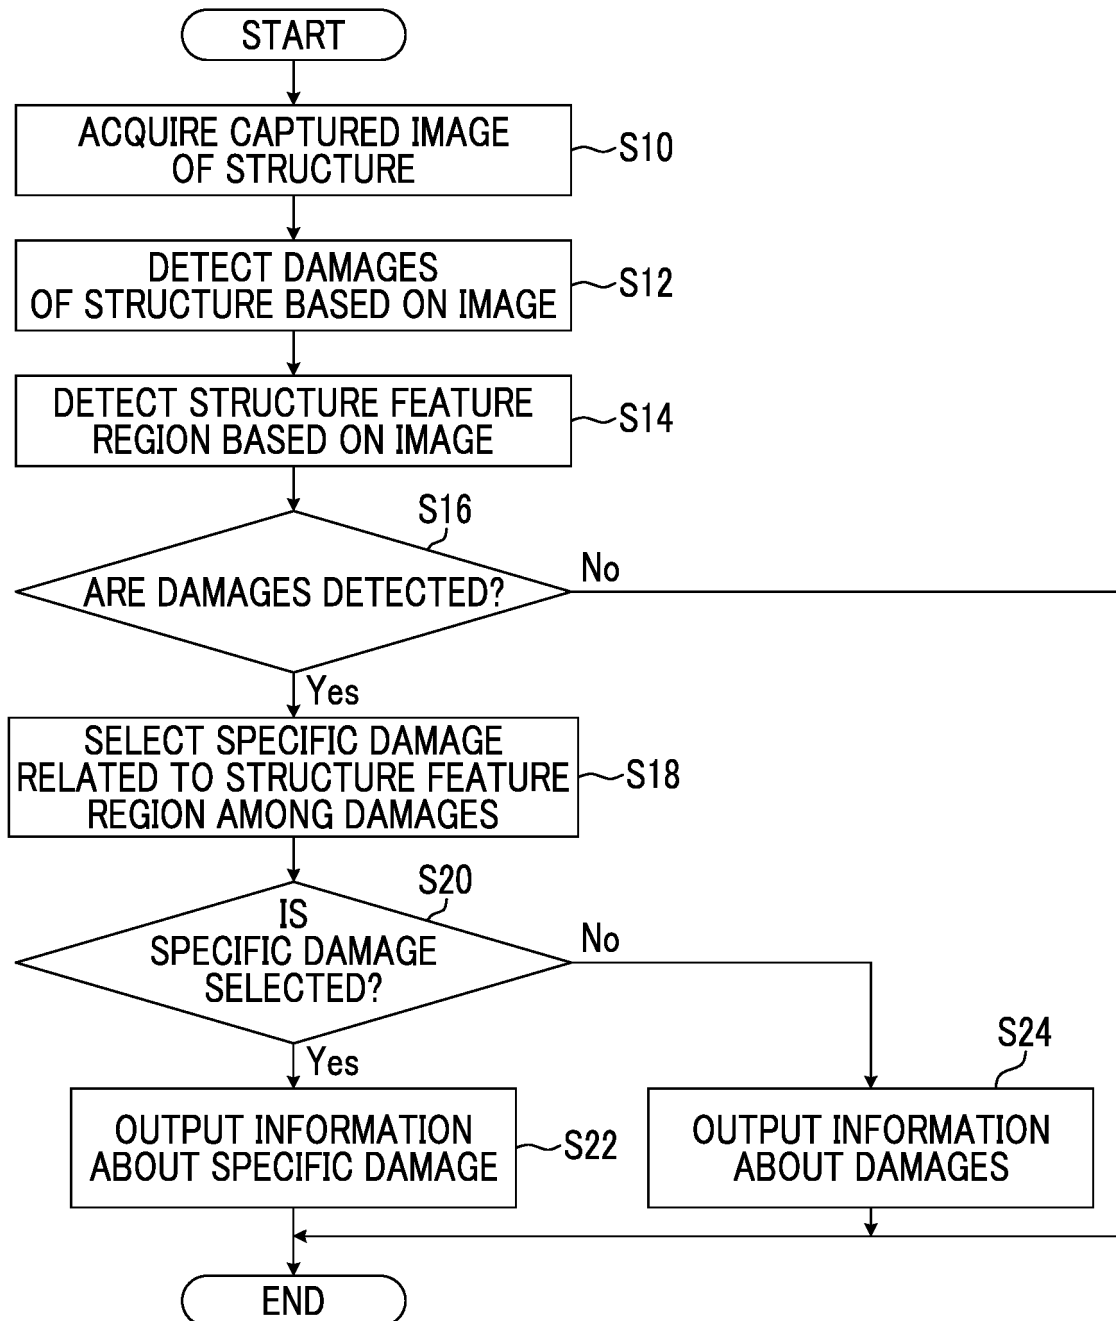 START
ACQUIRE CAPTURED IMAGE
OF STRUCTURE
S10
DETECT DAMAGES
OF STRUCTURE BASED ON IMAGE
S12
DETECT STRUCTURE FEATURE
REGION BASED ON IMAGE
S14
S16
ARE DAMAGES DETECTED?
No
Yes
SELECT SPECIFIC DAMAGE
RELATED TO STRUCTURE FEATURE
REGION AMONG DAMAGES
S18
S20
IS
SPECIFIC DAMAGE
SELECTED?
No
Yes
S24
OUTPUT INFORMATION
ABOUT SPECIFIC DAMAGE
S22
OUTPUT INFORMATION
ABOUT DAMAGES
END